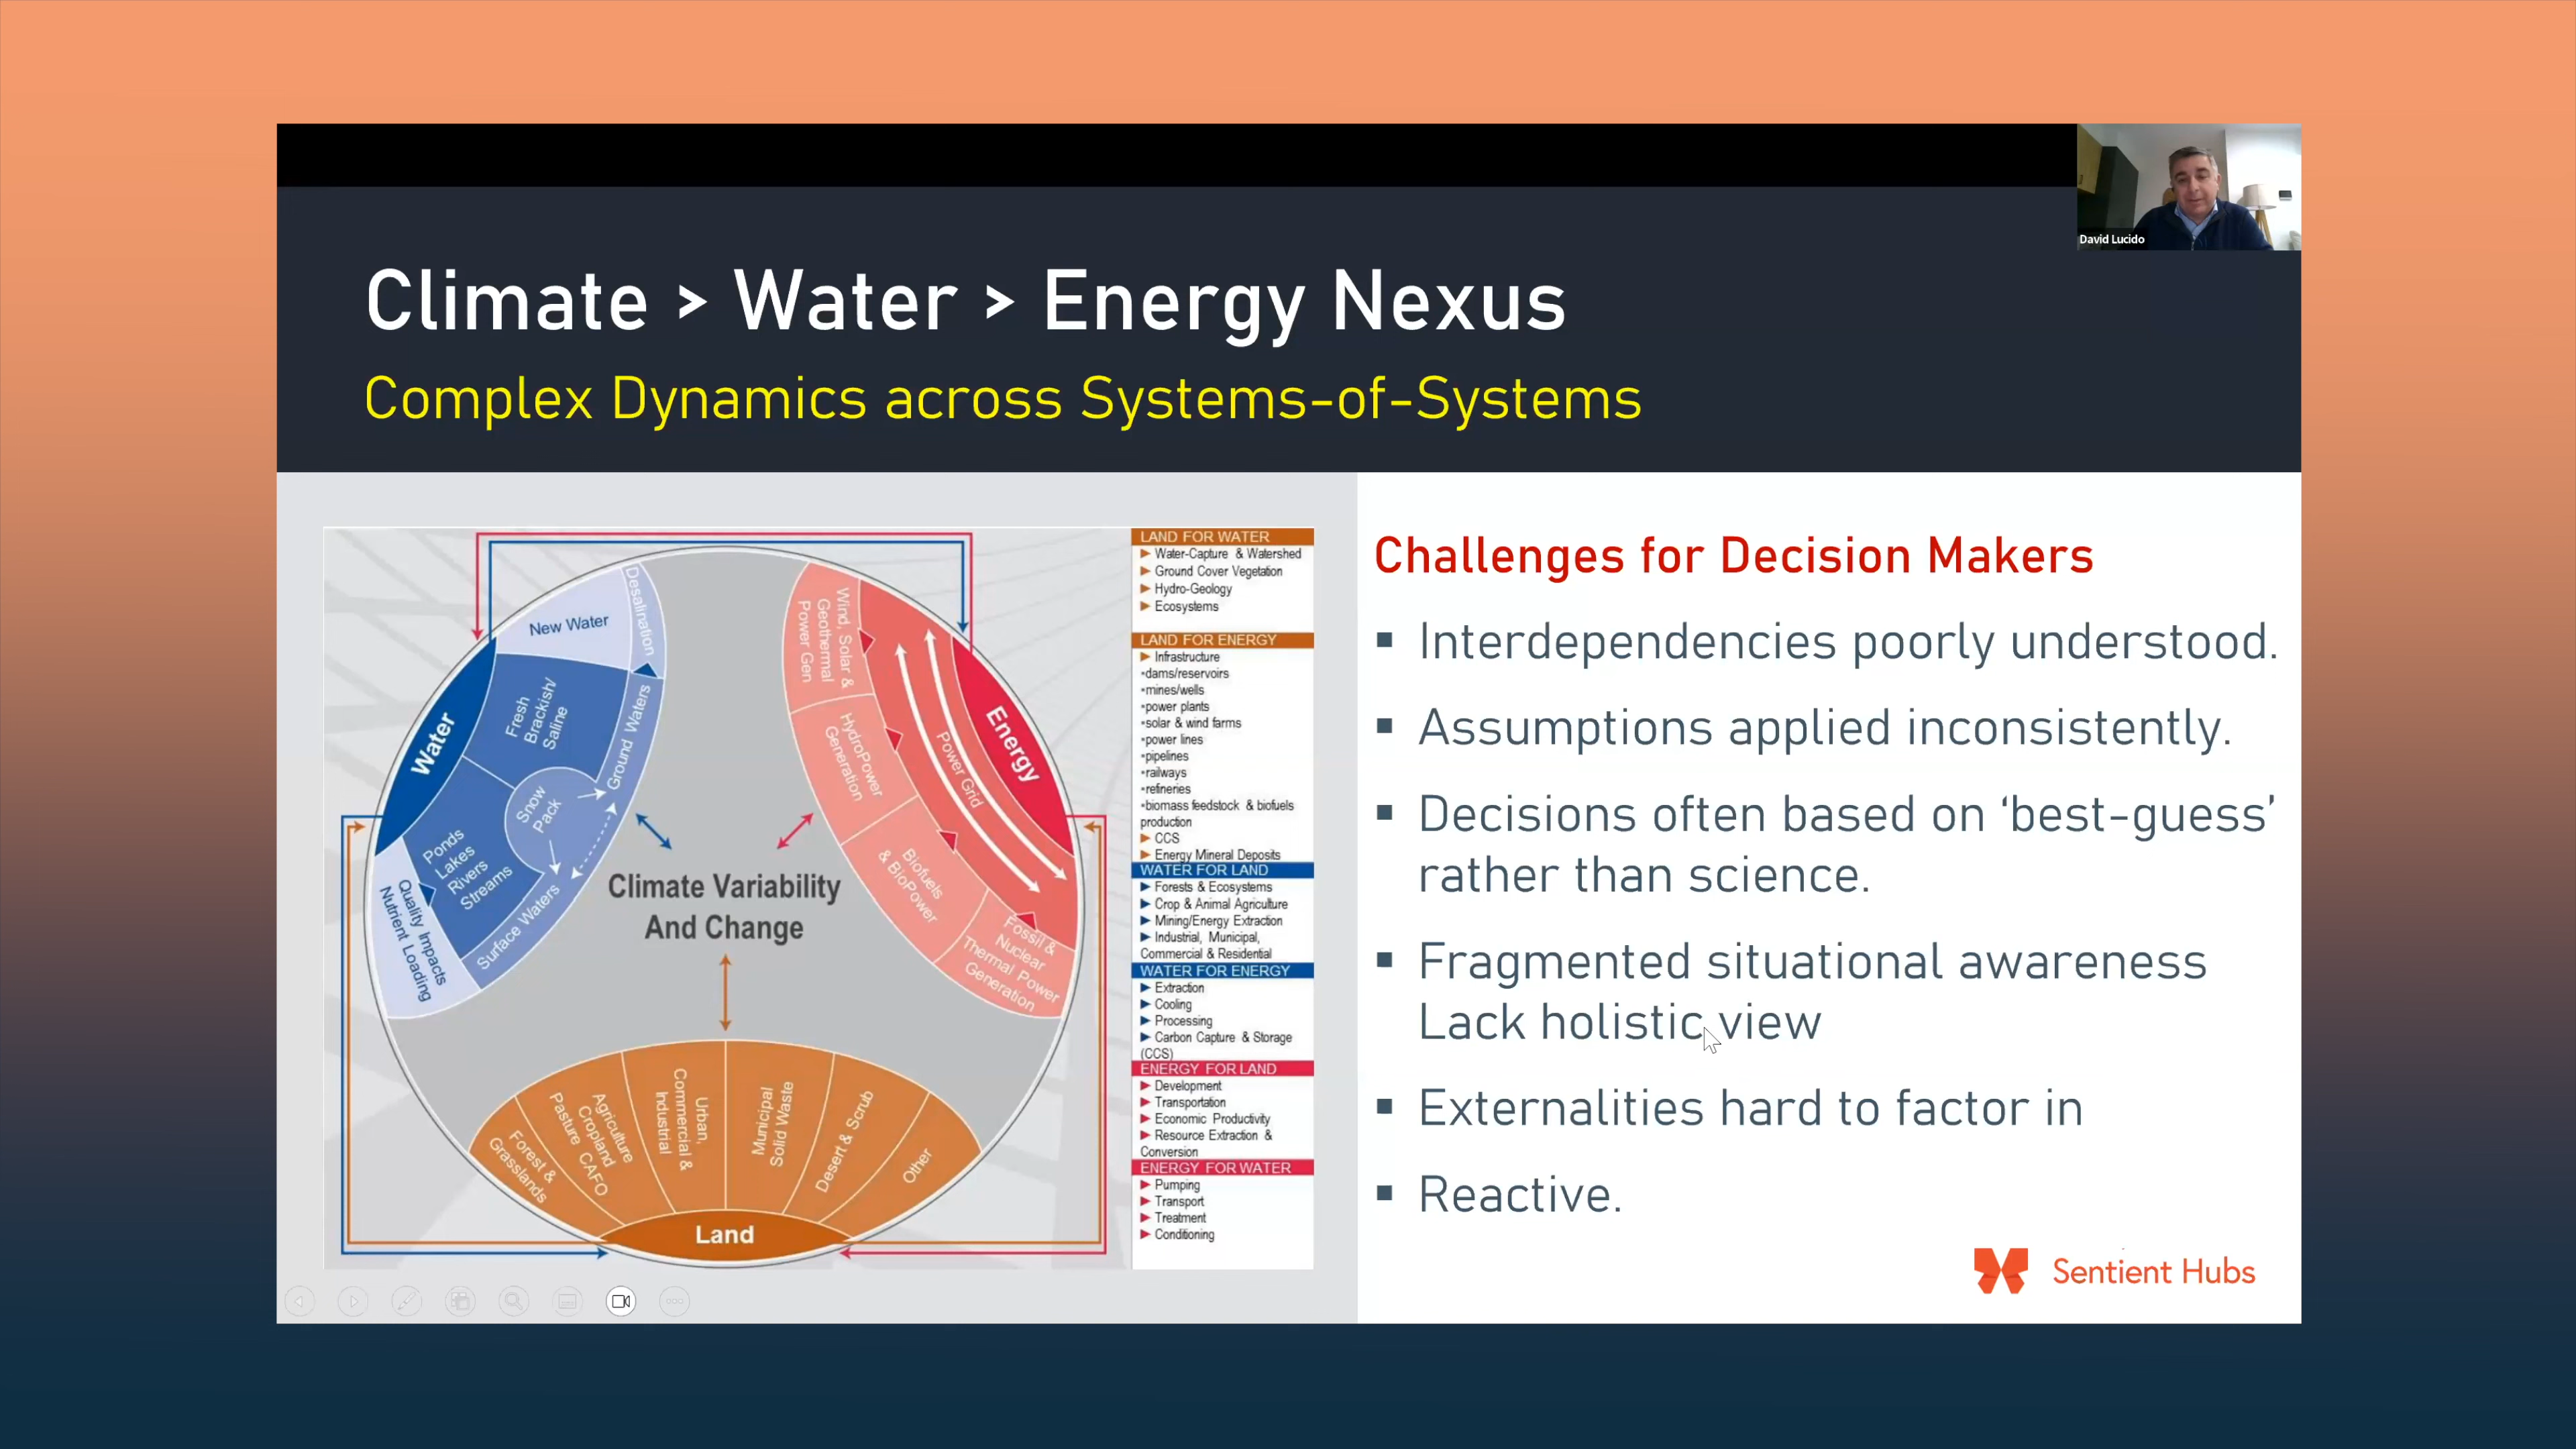 David Lucido
Climate > Water > Energy Nexus
Complex Dynamics across Systems-of-Systems
Water
New Water
Desalination
Fresh
Brackish/
Saline
Ground Waters
Snow
Pack
Ponds
Lakes
Rivers
Streams
Surface Waters
Quality Impacts
Nutrient Loading
Energy
Power Grid
Wind, Solar &
Geothermal
Power Gen
HydroPower
Generation
Biofuels
& BioPower
Fossil &
Nuclear
Thermal Power
Generation
Climate Variability
And Change
Forest &
Grasslands
Agriculture
Cropland
Pasture CAFO
Urban,
Commercial &
Industrial
Municipal
Solid Waste
Desert & Scrub
Other
Land
LAND FOR WATER
Water-Capture & Watershed
Ground Cover Vegetation
Hydro-Geology
Ecosystems
LAND FOR ENERGY
Infrastructure
•dams/reservoirs
•mines/wells
•power plants
•solar & wind farms
•power lines
•pipelines
•railways
•refineries
•biomass feedstock & biofuels
production
CCS
Energy Mineral Deposits
WATER FOR LAND
Forests & Ecosystems
Crop & Animal Agriculture
Mining/Energy Extraction
Industrial, Municipal,
Commercial & Residential
WATER FOR ENERGY
Extraction
Cooling
Processing
Carbon Capture & Storage
(CCS)
ENERGY FOR LAND
Development
Transportation
Economic Productivity
Resource Extraction &
Conversion
ENERGY FOR WATER
Pumping
Transport
Treatment
Conditioning
Challenges for Decision Makers
▪ Interdependencies poorly understood.
▪ Assumptions applied inconsistently.
▪ Decisions often based on ‘best-guess’
rather than science.
▪ Fragmented situational awareness
Lack holistic view
▪ Externalities hard to factor in
▪ Reactive.
Sentient Hubs